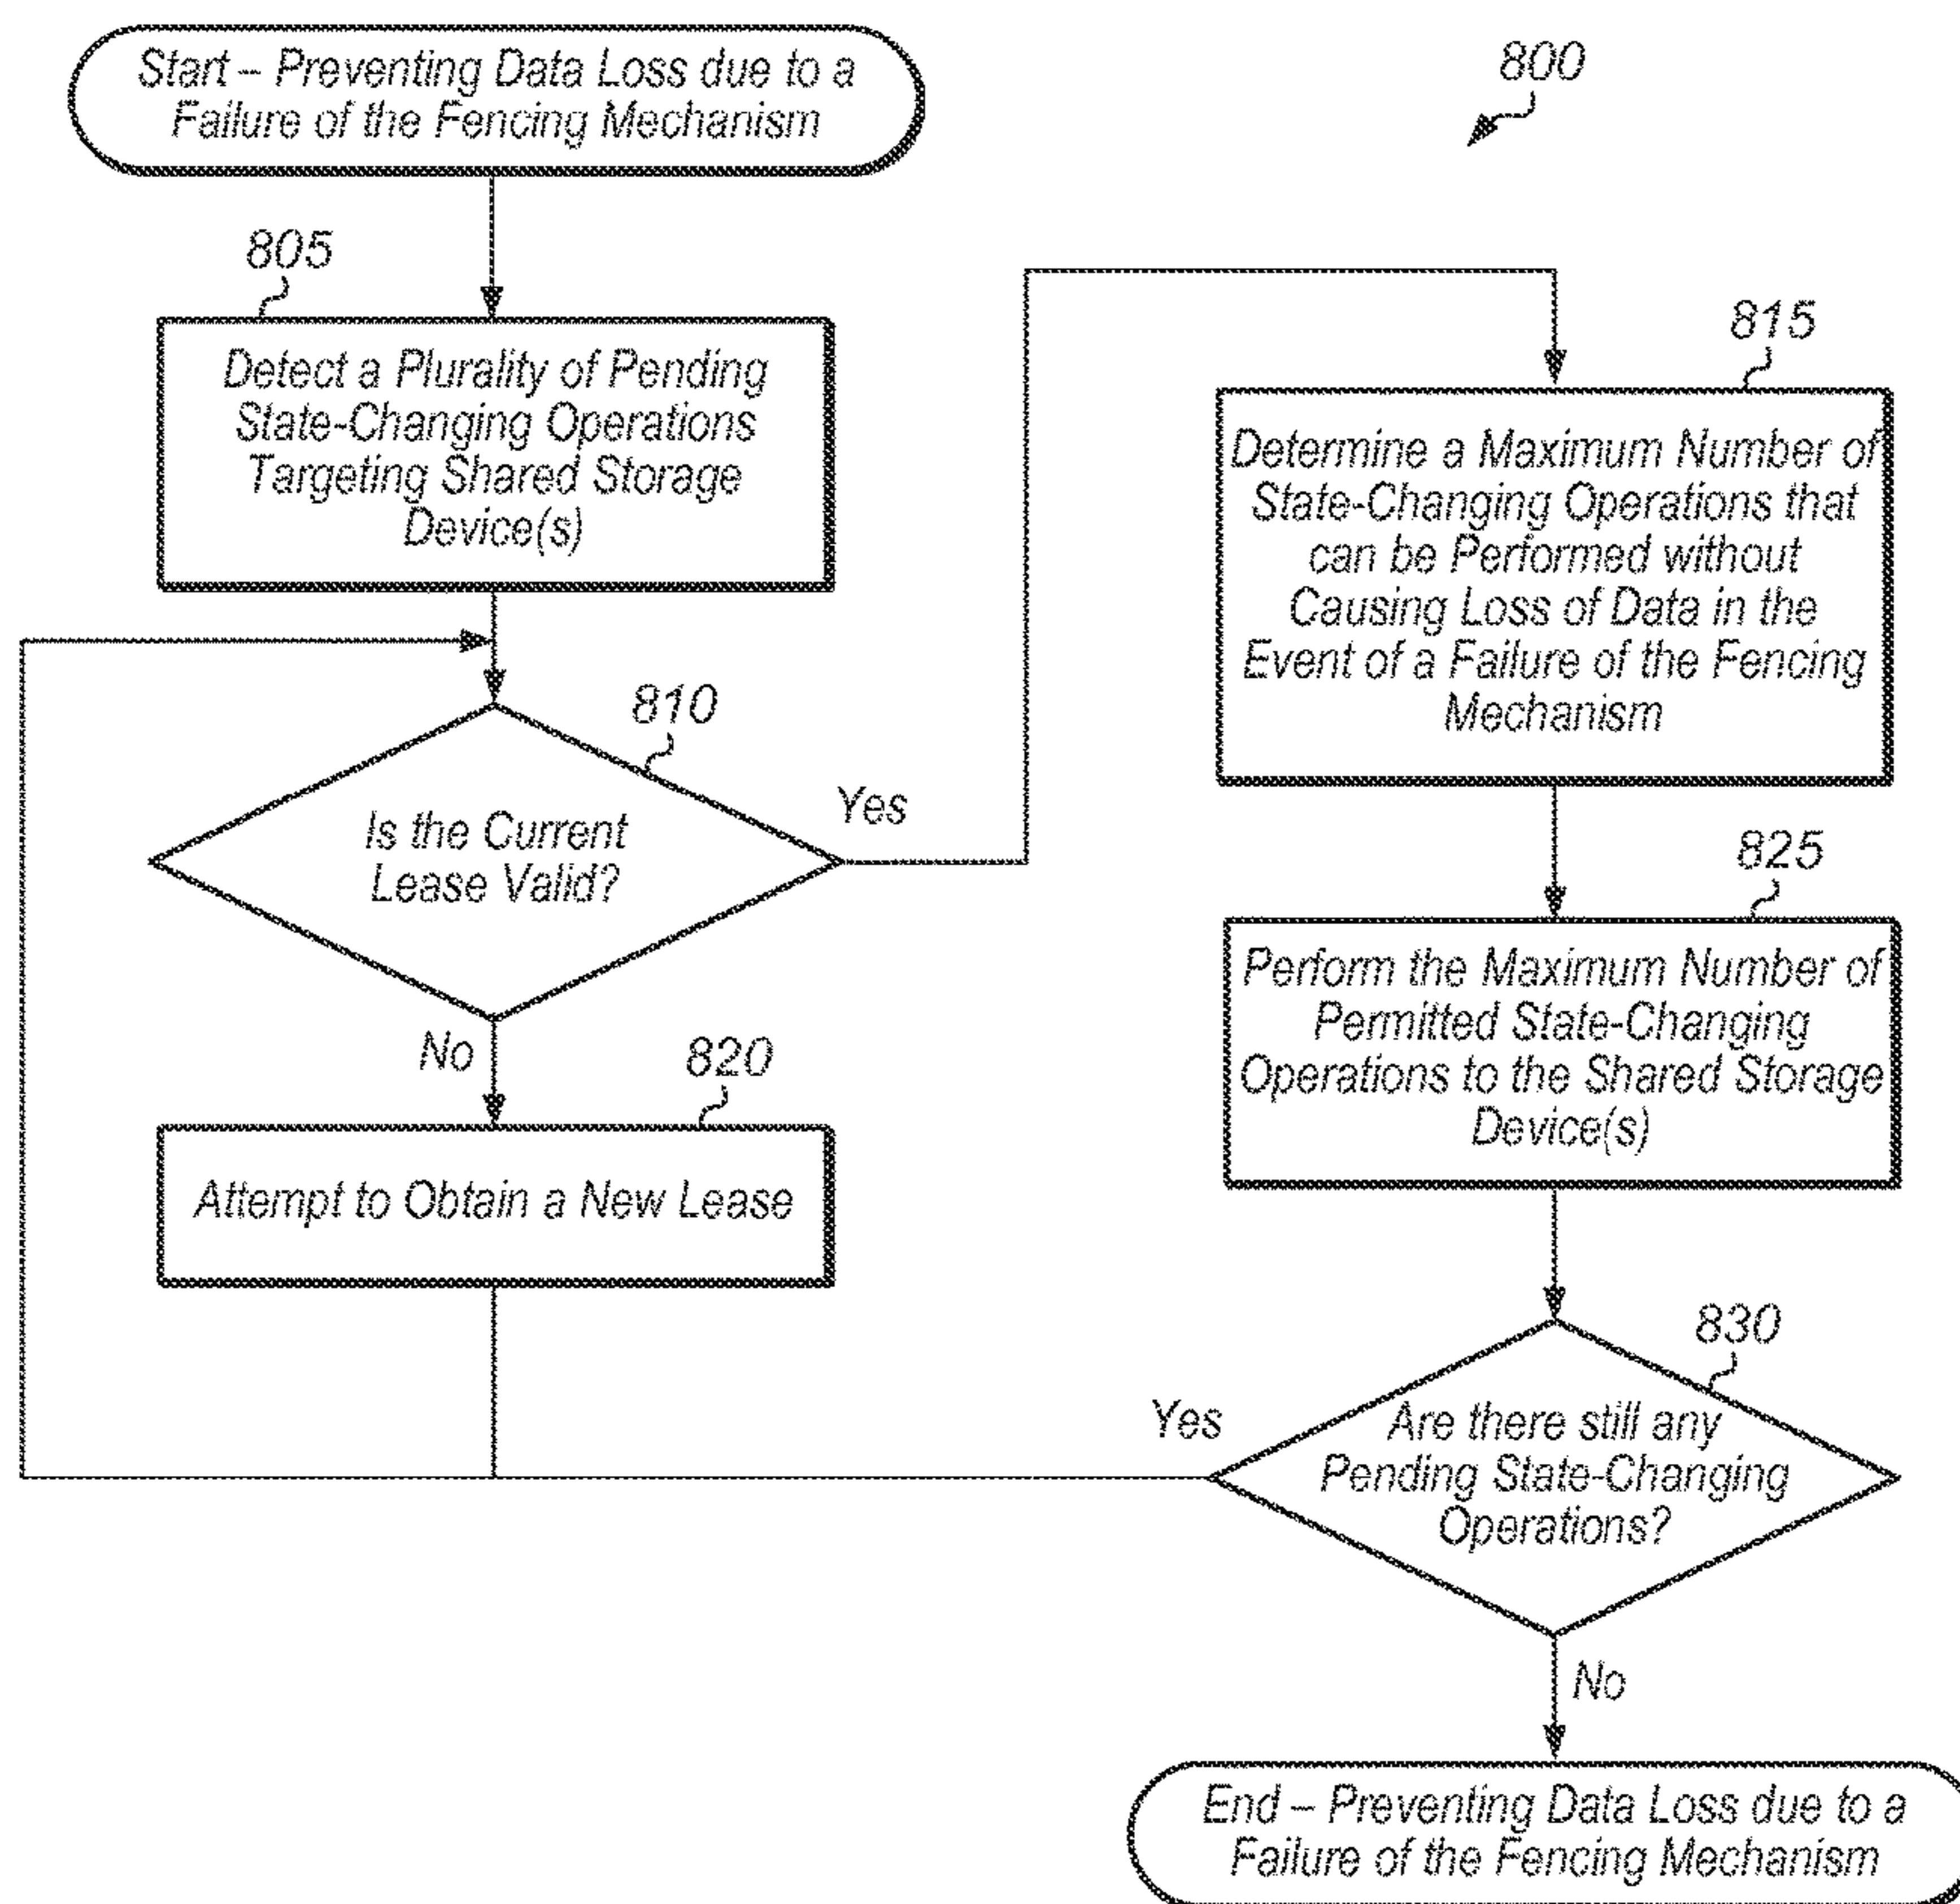 Start – Preventing Data Loss due to a
Failure of the Fencing Mechanism
800
805
Detect a Plurality of Pending
State-Changing Operations
Targeting Shared Storage
Device(s)
810
Is the Current
Lease Valid?
Yes
No
820
Attempt to Obtain a New Lease
815
Determine a Maximum Number of
State-Changing Operations that
can be Performed without
Causing Loss of Data in the
Event of a Failure of the Fencing
Mechanism
825
Perform the Maximum Number of
Permitted State-Changing
Operations to the Shared Storage
Device(s)
830
Are there still any
Pending State-Changing
Operations?
Yes
No
End – Preventing Data Loss due to a
Failure of the Fencing Mechanism